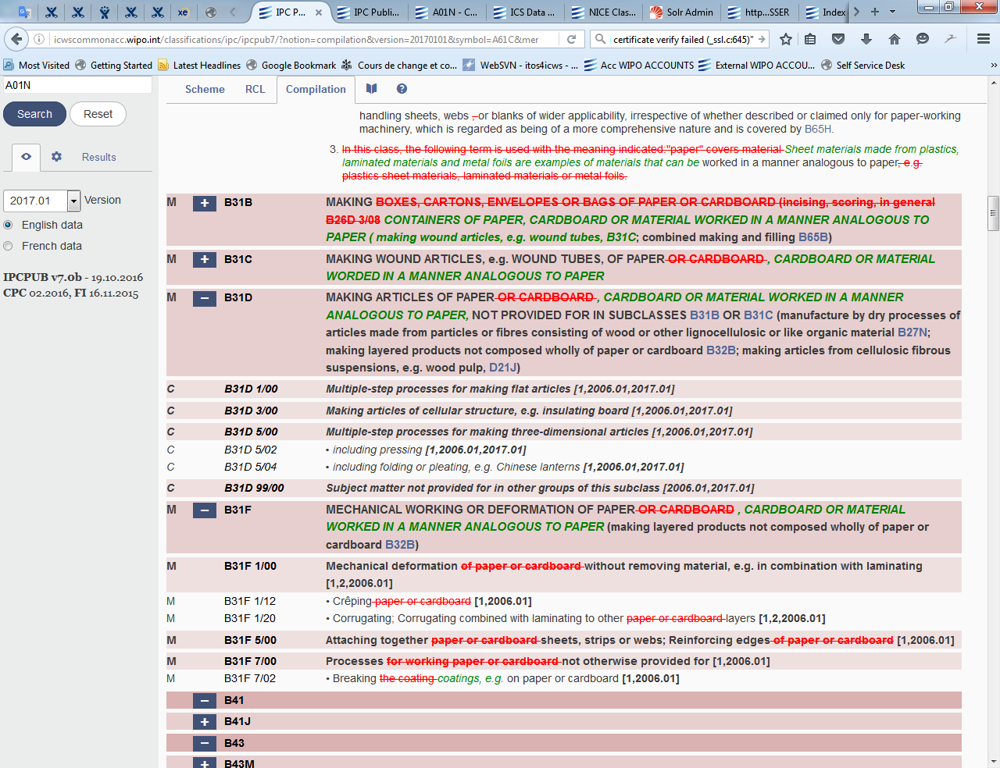 IPC P...
IPC Publi...
A01N - C...
ICS Data ...
NICE Clas...
Solr Admin
http...SSER
Index
icwscommonacc.wipo.int/classifications/ipc/ipcpub7/?notion=compilation&version=20170101&symbol=A61C&mer
certificate verify failed (_ssl.c:645)"
Most Visited
Getting Started
Latest Headlines
Google Bookmark
Cours de change et co...
WebSVN - itos4icws - ...
Acc WIPO ACCOUNTS
External WIPO ACCOU...
Self Service Desk
A01N
Search
Reset
Results
2017.01
Version
English data
French data
IPCPUB v7.0b - 19.10.2016
CPC 02.2016, FI 16.11.2015
Scheme
RCL
Compilation
handling sheets, webs , or blanks of wider applicability, irrespective of whether described or claimed only for paper-working
machinery, which is regarded as being of a more comprehensive nature and is covered by B65H.
3. In this class, the following term is used with the meaning indicated:"paper" covers material Sheet materials made from plastics,
laminated materials and metal foils are examples of materials that can be worked in a manner analogous to paper, e.g.
plastics sheet materials, laminated materials or metal foils.
M + B31B MAKING BOXES, CARTONS, ENVELOPES OR BAGS OF PAPER OR CARDBOARD (incising, scoring, in general
B26D 3/08 CONTAINERS OF PAPER, CARDBOARD OR MATERIAL WORKED IN A MANNER ANALOGOUS TO
PAPER ( making wound articles, e.g. wound tubes, B31C; combined making and filling B65B)
M + B31C MAKING WOUND ARTICLES, e.g. WOUND TUBES, OF PAPER OR CARDBOARD , CARDBOARD OR MATERIAL
WORDED IN A MANNER ANALOGOUS TO PAPER
M − B31D MAKING ARTICLES OF PAPER OR CARDBOARD , CARDBOARD OR MATERIAL WORKED IN A MANNER
ANALOGOUS TO PAPER, NOT PROVIDED FOR IN SUBCLASSES B31B OR B31C (manufacture by dry processes of
articles made from particles or fibres consisting of wood or other lignocellulosic or like organic material B27N;
making layered products not composed wholly of paper or cardboard B32B; making articles from cellulosic fibrous
suspensions, e.g. wood pulp, D21J)
C B31D 1/00 Multiple-step processes for making flat articles [1,2006.01,2017.01]
C B31D 3/00 Making articles of cellular structure, e.g. insulating board [1,2006.01,2017.01]
C B31D 5/00 Multiple-step processes for making three-dimensional articles [1,2006.01,2017.01]
C B31D 5/02 • including pressing [1,2006.01,2017.01]
C B31D 5/04 • including folding or pleating, e.g. Chinese lanterns [1,2006.01,2017.01]
C B31D 99/00 Subject matter not provided for in other groups of this subclass [2006.01,2017.01]
M − B31F MECHANICAL WORKING OR DEFORMATION OF PAPER OR CARDBOARD , CARDBOARD OR MATERIAL
WORKED IN A MANNER ANALOGOUS TO PAPER (making layered products not composed wholly of paper or
cardboard B32B)
M B31F 1/00 Mechanical deformation of paper or cardboard without removing material, e.g. in combination with laminating
[1,2,2006.01]
M B31F 1/12 • Crêping paper or cardboard [1,2006.01]
M B31F 1/20 • Corrugating; Corrugating combined with laminating to other paper or cardboard layers [1,2,2006.01]
M B31F 5/00 Attaching together paper or cardboard sheets, strips or webs; Reinforcing edges of paper or cardboard [1,2006.01]
M B31F 7/00 Processes for working paper or cardboard not otherwise provided for [1,2006.01]
M B31F 7/02 • Breaking the coating coatings, e.g. on paper or cardboard [1,2006.01]
− B41
+ B41J
− B43
+ B43M